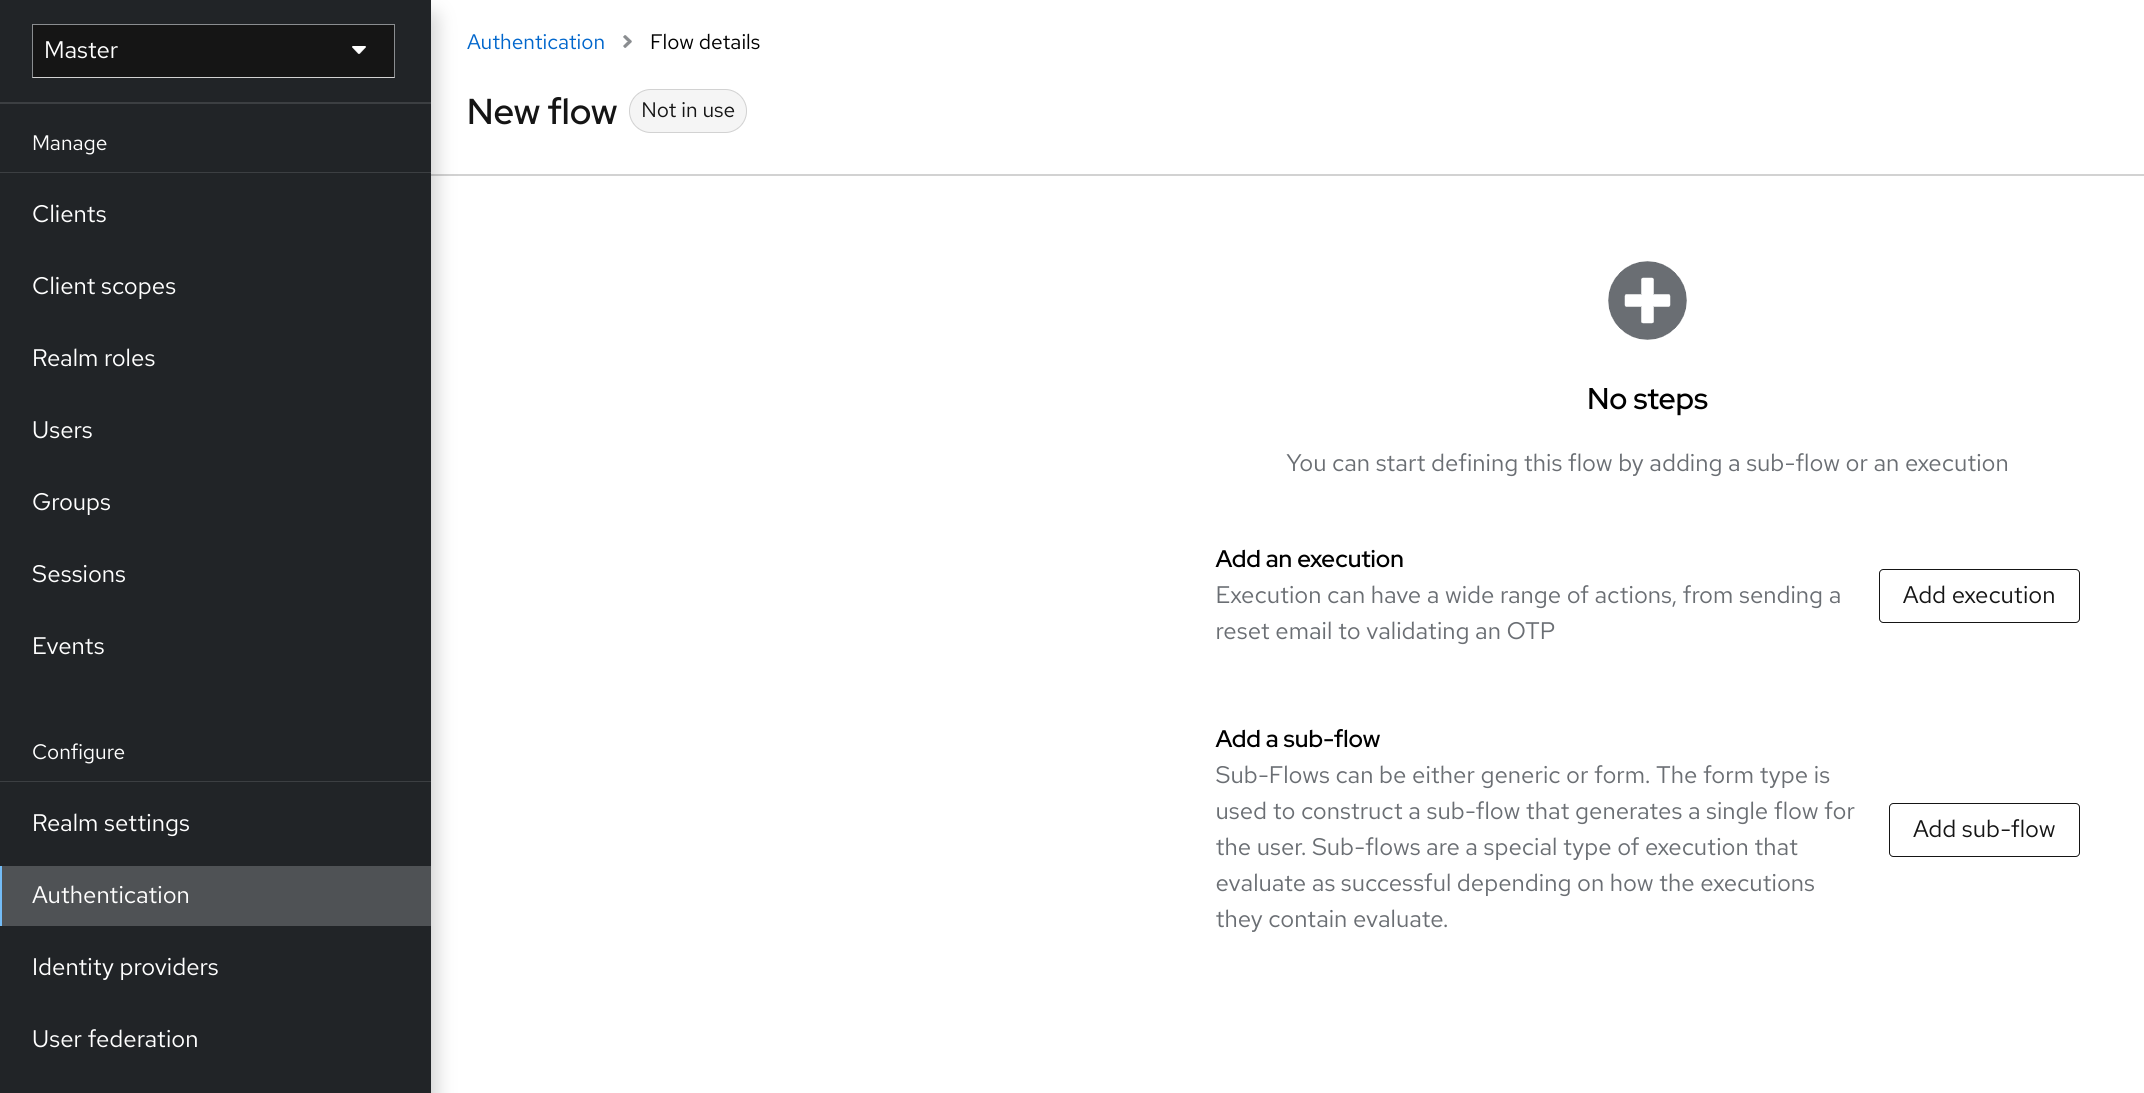 Master
Manage
Clients
Client scopes
Realm roles
Users
Groups
Sessions
Events
Configure
Realm settings
Authentication
Identity providers
User federation
Authentication > Flow details
New flow Not in use
No steps
You can start defining this flow by adding a sub-flow or an execution
Add an execution
Execution can have a wide range of actions, from sending a
reset email to validating an OTP
Add execution
Add a sub-flow
Sub-Flows can be either generic or form. The form type is
used to construct a sub-flow that generates a single flow for
the user. Sub-flows are a special type of execution that
evaluate as successful depending on how the executions
they contain evaluate.
Add sub-flow